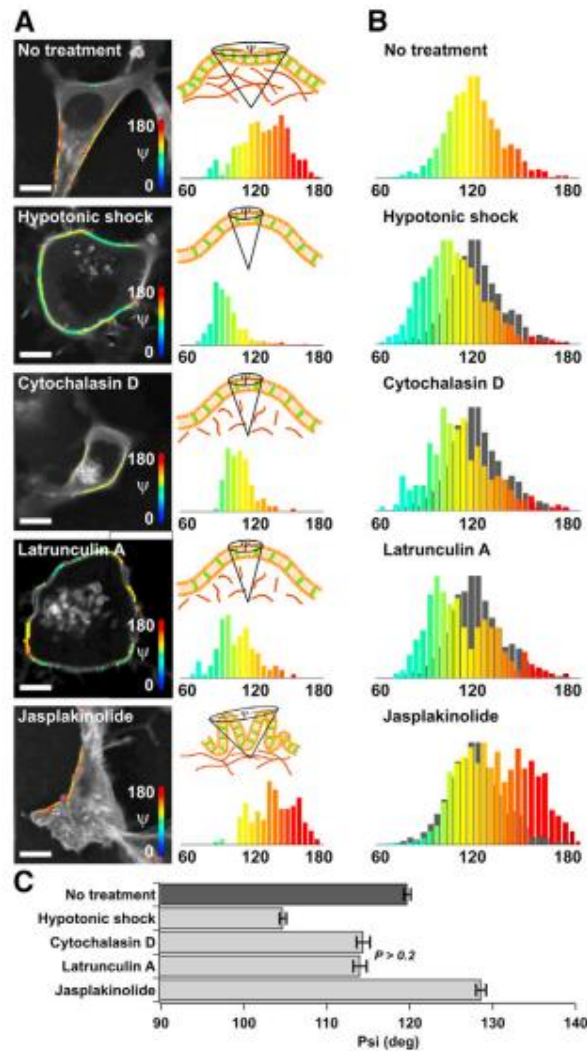 A
B
No treatment
180
Ψ
0
Ψ
60 120 180
No treatment
60 120 180
Hypotonic shock
180
Ψ
0
60 120 180
Hypotonic shock
60 120 180
Cytochalasin D
180
Ψ
0
60 120 180
Cytochalasin D
60 120 180
Latrunculin A
180
Ψ
0
60 120 180
Latrunculin A
60 120 180
Jasplakinolide
180
Ψ
0
60 120 180
Jasplakinolide
60 120 180
C
No treatment
Hypotonic shock
Cytochalasin D
P > 0.2
Latrunculin A
Jasplakinolide
90 100 110 120 130 140
Psi (deg)